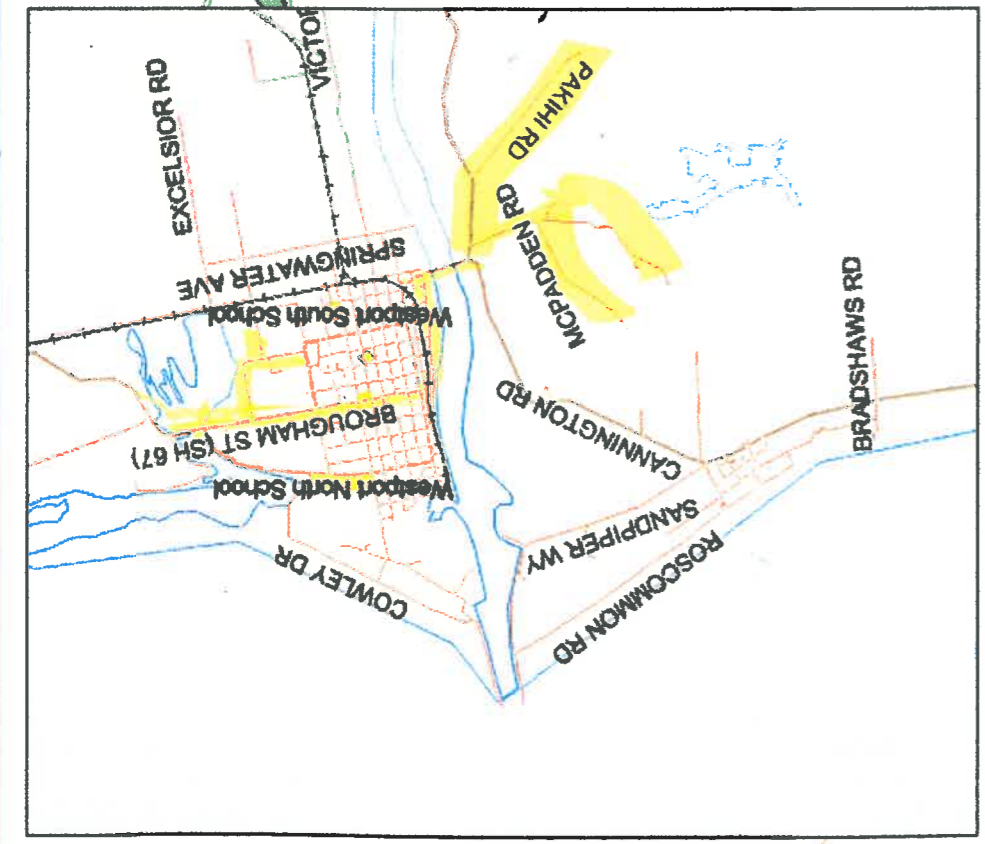 ROSCOMMON RD
COWLEY DR
SANDPIPER WY
Westport North School
CANNINGTON RD
BROUGHAM ST (SH 67)
BRADSHAWS RD
Westport South School
MCPADDEN RD
SPRINGWATER AVE
EXCELSIOR RD
PAKIHI RD
VICTO